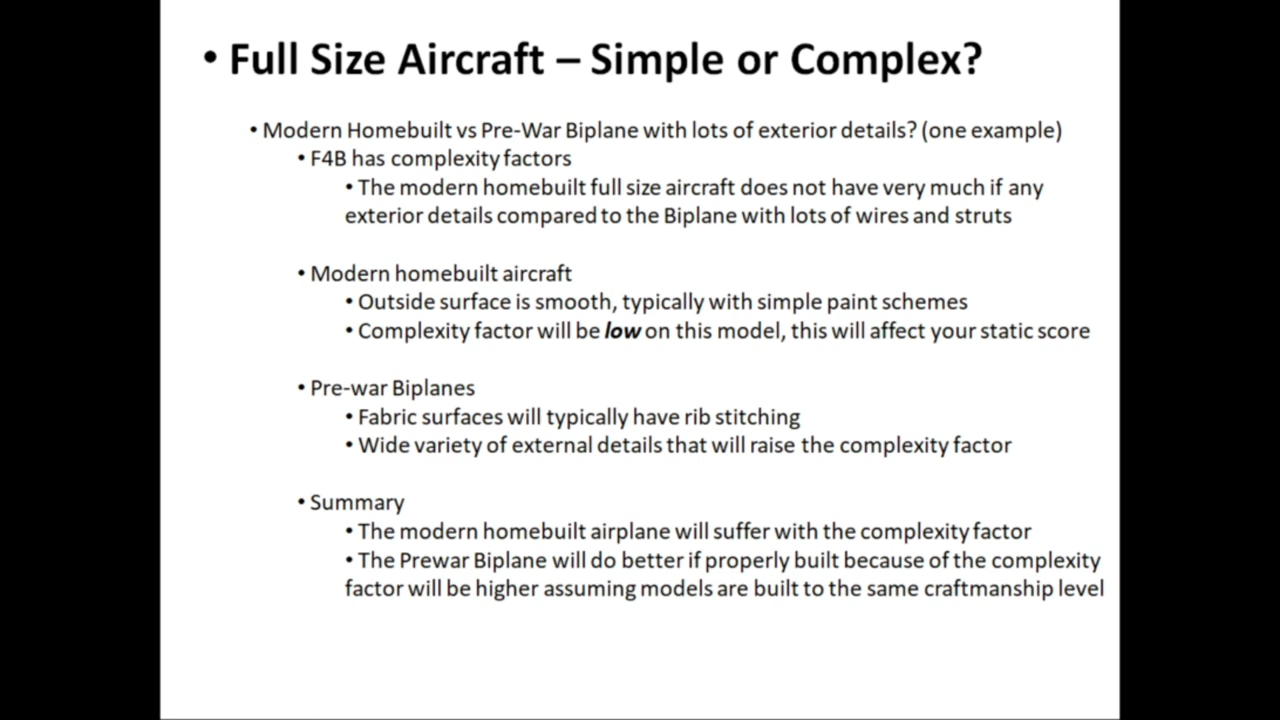 • Full Size Aircraft – Simple or Complex?
• Modern Homebuilt vs Pre-War Biplane with lots of exterior details? (one example)
• F4B has complexity factors
• The modern homebuilt full size aircraft does not have very much if any
exterior details compared to the Biplane with lots of wires and struts
• Modern homebuilt aircraft
• Outside surface is smooth, typically with simple paint schemes
• Complexity factor will be low on this model, this will affect your static score
• Pre-war Biplanes
• Fabric surfaces will typically have rib stitching
• Wide variety of external details that will raise the complexity factor
• Summary
• The modern homebuilt airplane will suffer with the complexity factor
• The Prewar Biplane will do better if properly built because of the complexity
factor will be higher assuming models are built to the same craftmanship level